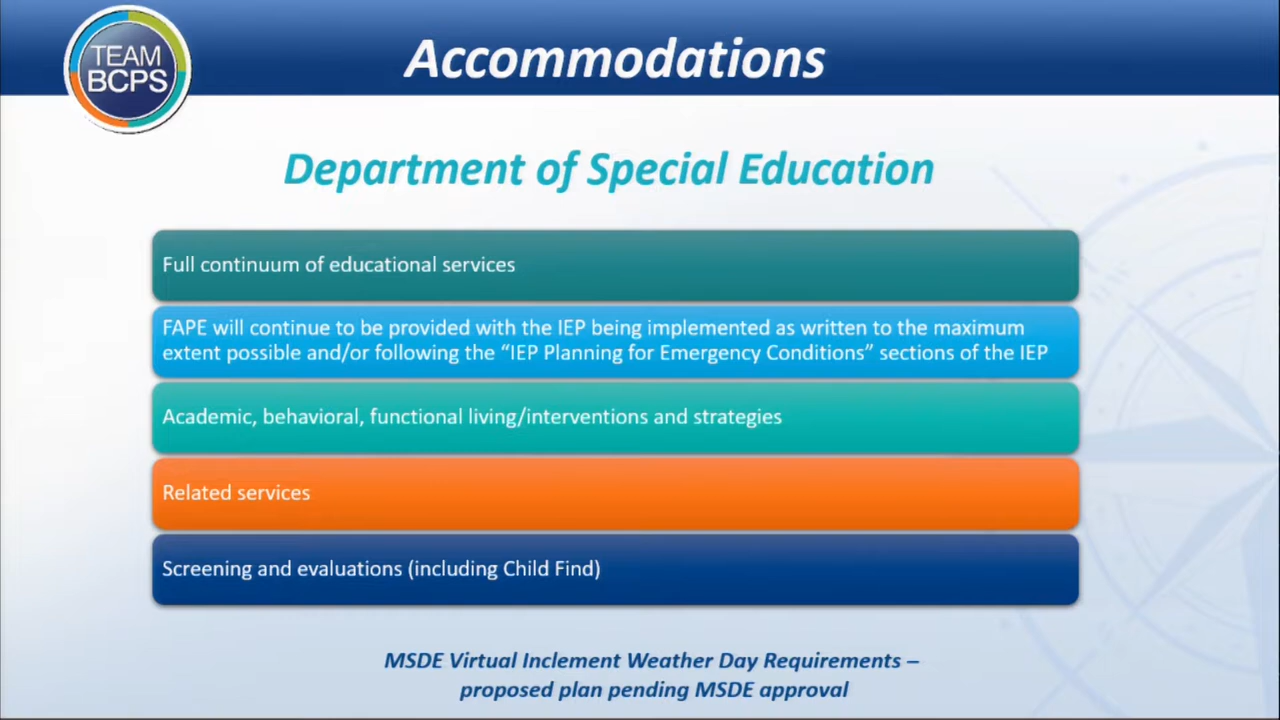 TEAM
BCPS
Accommodations
Department of Special Education
Full continuum of educational services
FAPE will continue to be provided with the IEP being implemented as written to the maximum
extent possible and/or following the “IEP Planning for Emergency Conditions” sections of the IEP
Academic, behavioral, functional living/interventions and strategies
Related services
Screening and evaluations (including Child Find)
MSDE Virtual Inclement Weather Day Requirements –
proposed plan pending MSDE approval